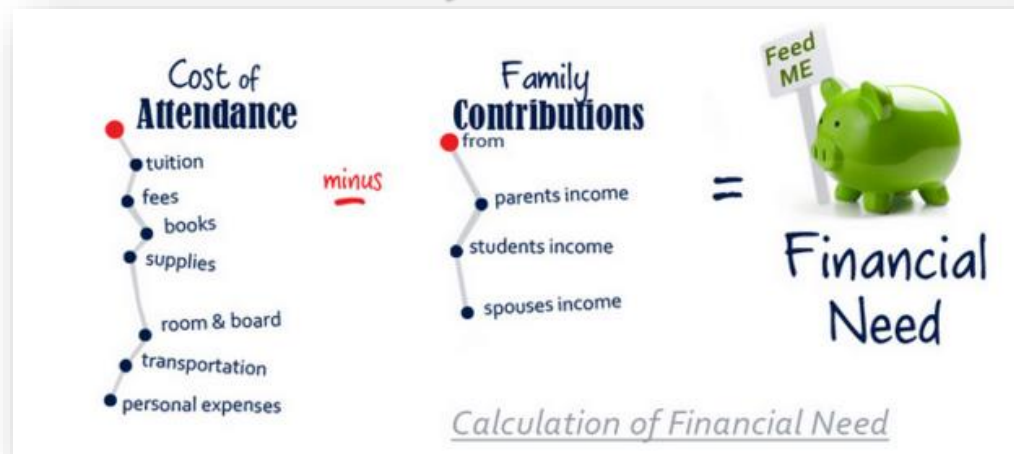 Cost of
Attendance
tuition
fees
books
supplies
room & board
transportation
personal expenses
minus
Family
Contributions
from
parents income
students income
spouses income
=
Feed
ME
Financial
Need
Calculation of Financial Need